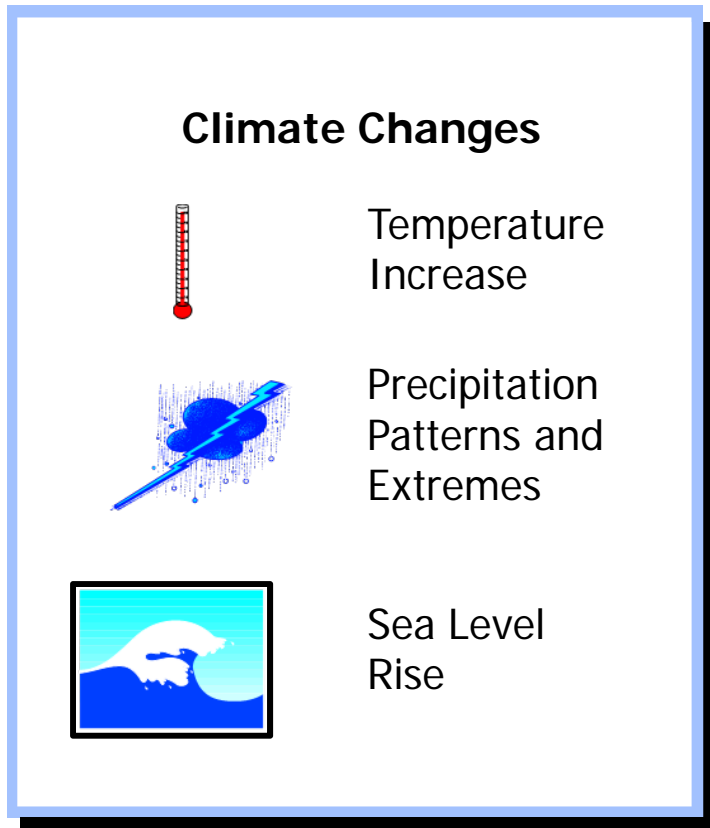 Climate Changes
Temperature
Increase
Precipitation
Patterns and
Extremes
Sea Level
Rise